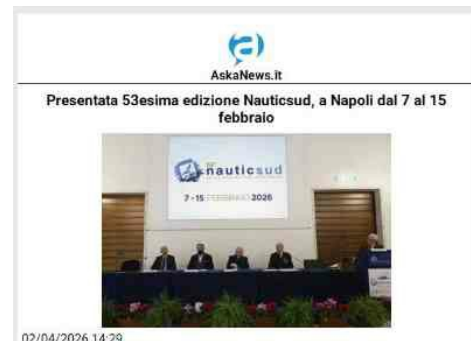 a
AskaNews.it
Presentata 53esima edizione Nauticsud, a Napoli dal 7 al 15
febbraio
nauticsud
7 - 15 FEBBRAIO 2026
02/04/2026 14:29